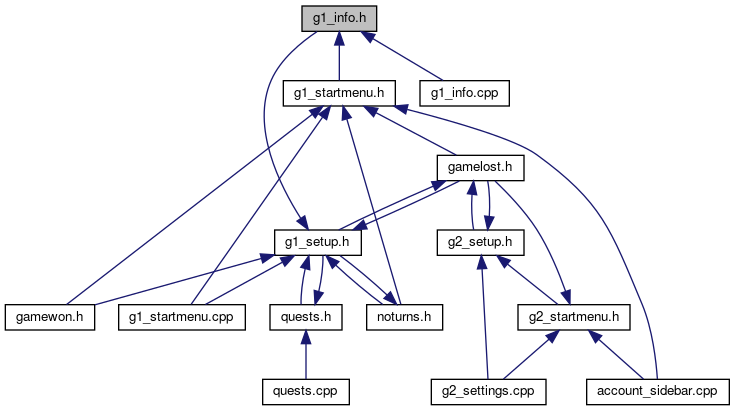 g1_info.h
g1_startmenu.h
g1_info.cpp
gamelost.h
g1_setup.h
g2_setup.h
gamewon.h
g1_startmenu.cpp
quests.h
noturns.h
g2_startmenu.h
quests.cpp
g2_settings.cpp
account_sidebar.cpp